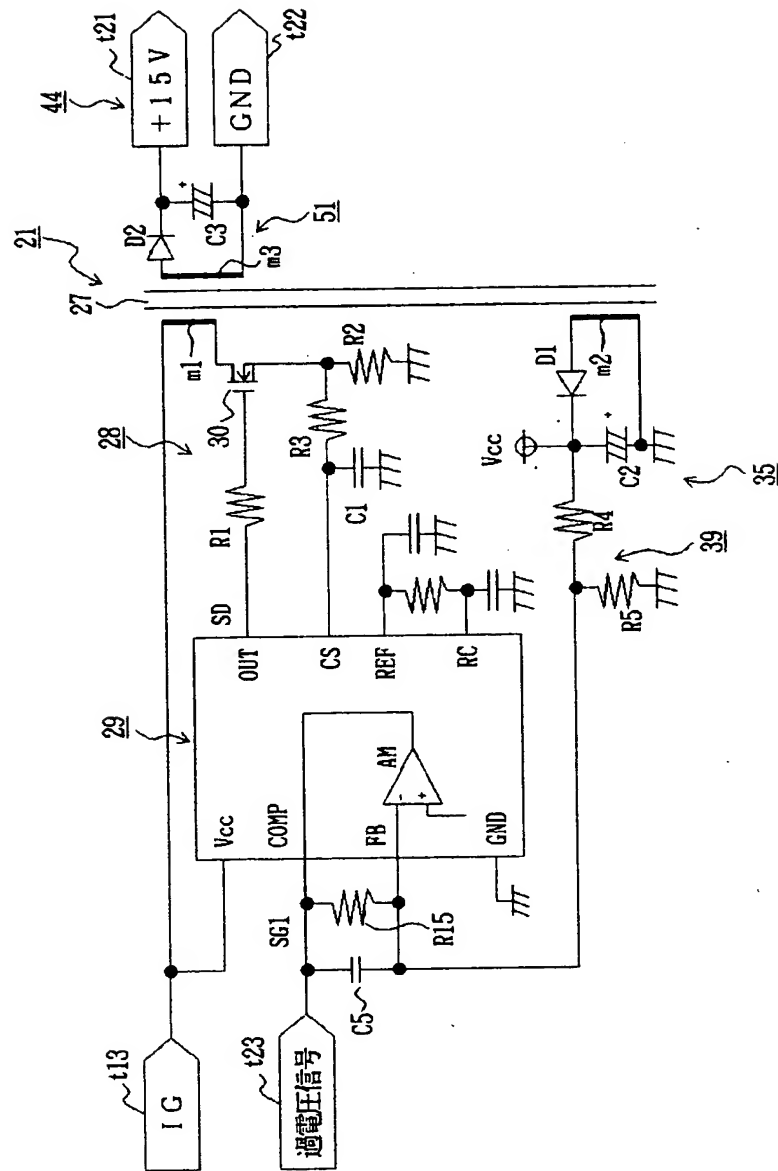 t13
IG
t23
過電圧信号
SG1
C5
R15
29
Vcc
COMP
FB
AM
GND
OUT
CS
REF
RC
SD
R1
28
30
m1
R3
C1
R2
21
27
D2
C3
m3
51
44
t21
+15V
t22
GND
Vcc
D1
m2
C2
35
R4
39
R5